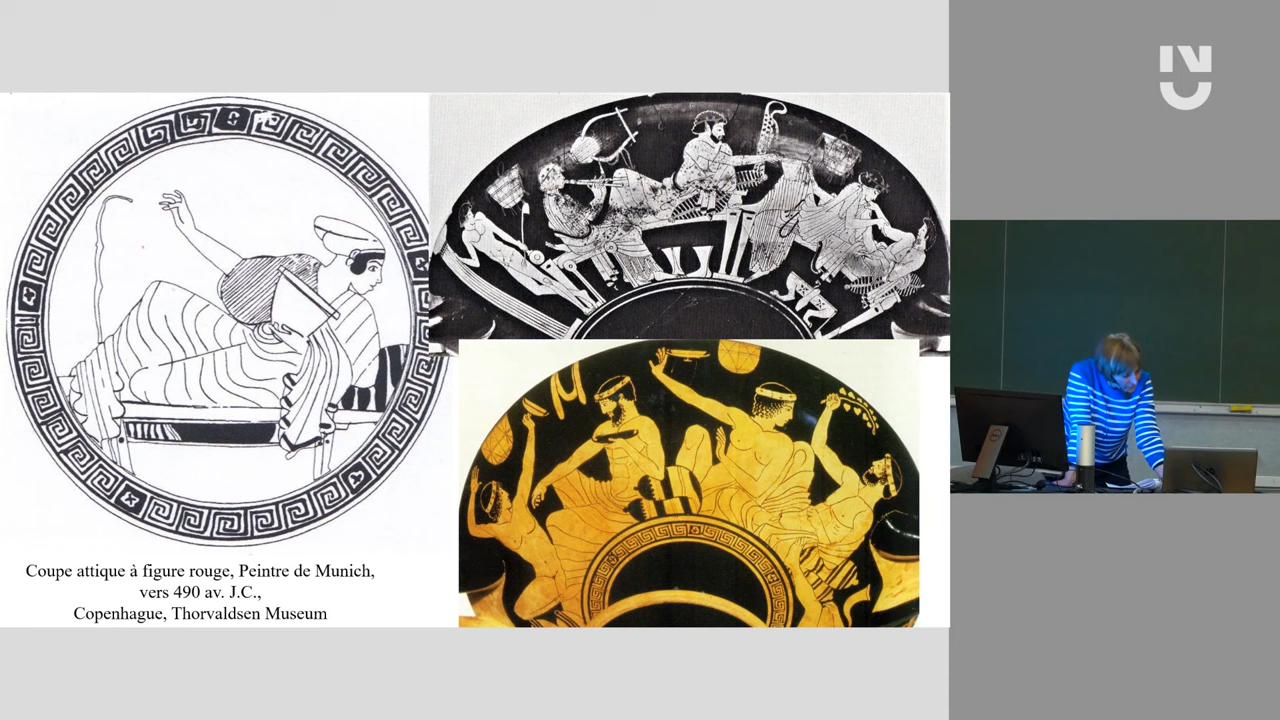 Coupe attique à figure rouge, Peintre de Munich,
vers 490 av. J.C.,
Copenhague, Thorvaldsen Museum